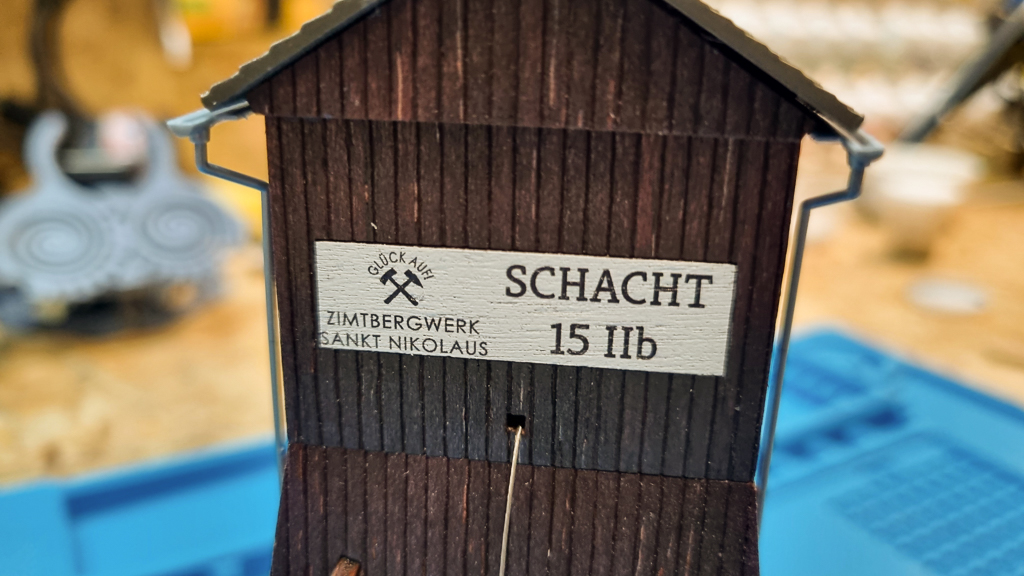 GLÜCK AUF!
ZIMTBERGWERK
SANKT NIKOLAUS
SCHACHT
15 IIb